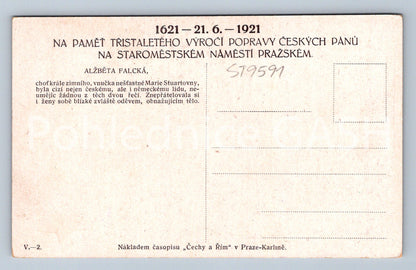 1621 — 21. 6. — 1921
NA PAMĚŤ TŘISTALETÉHO VÝROČÍ POPRAVY ČESKÝCH PÁNŮ
NA STAROMĚSTSKÉM NÁMĚSTÍ PRAŽSKÉM.
ALŽBĚTA FALCKÁ,
choť krále zimního, vnučka nešťastné Marie Stuartovny,
byla cizí nejen českému, ale i německému lidu, ne-
umějíc žádnou z těch dvou řečí. Znepřátelovala si
i ženy sobě blízké zvláště oděvem, obnažujícím tělo.
ST9591
V.—2.
Nákladem časopisu „Čechy a Řím" v Praze-Karlíně.